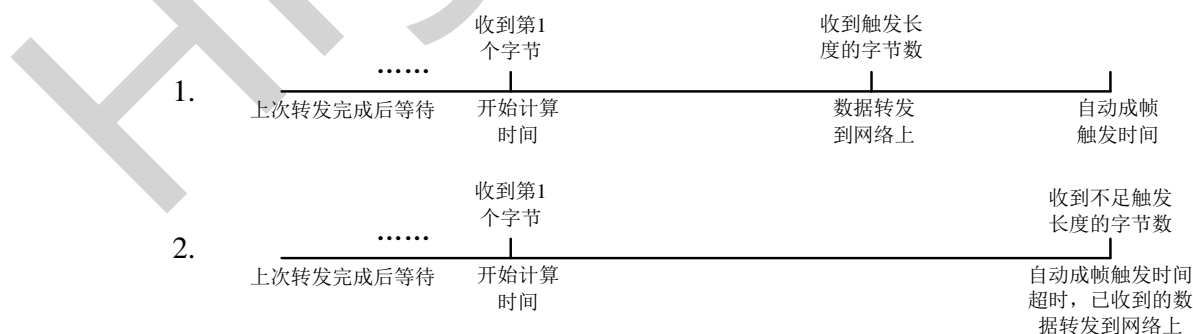 收到第1
个字节
收到触发长
度的字节数
……
1.
上次转发完成后等待
开始计算
时间
数据转发
到网络上
自动成帧
触发时间
收到第1
个字节
收到不足触发
长度的字节数
……
2.
上次转发完成后等待
开始计算
时间
自动成帧触发时间
超时，已收到的数
据转发到网络上